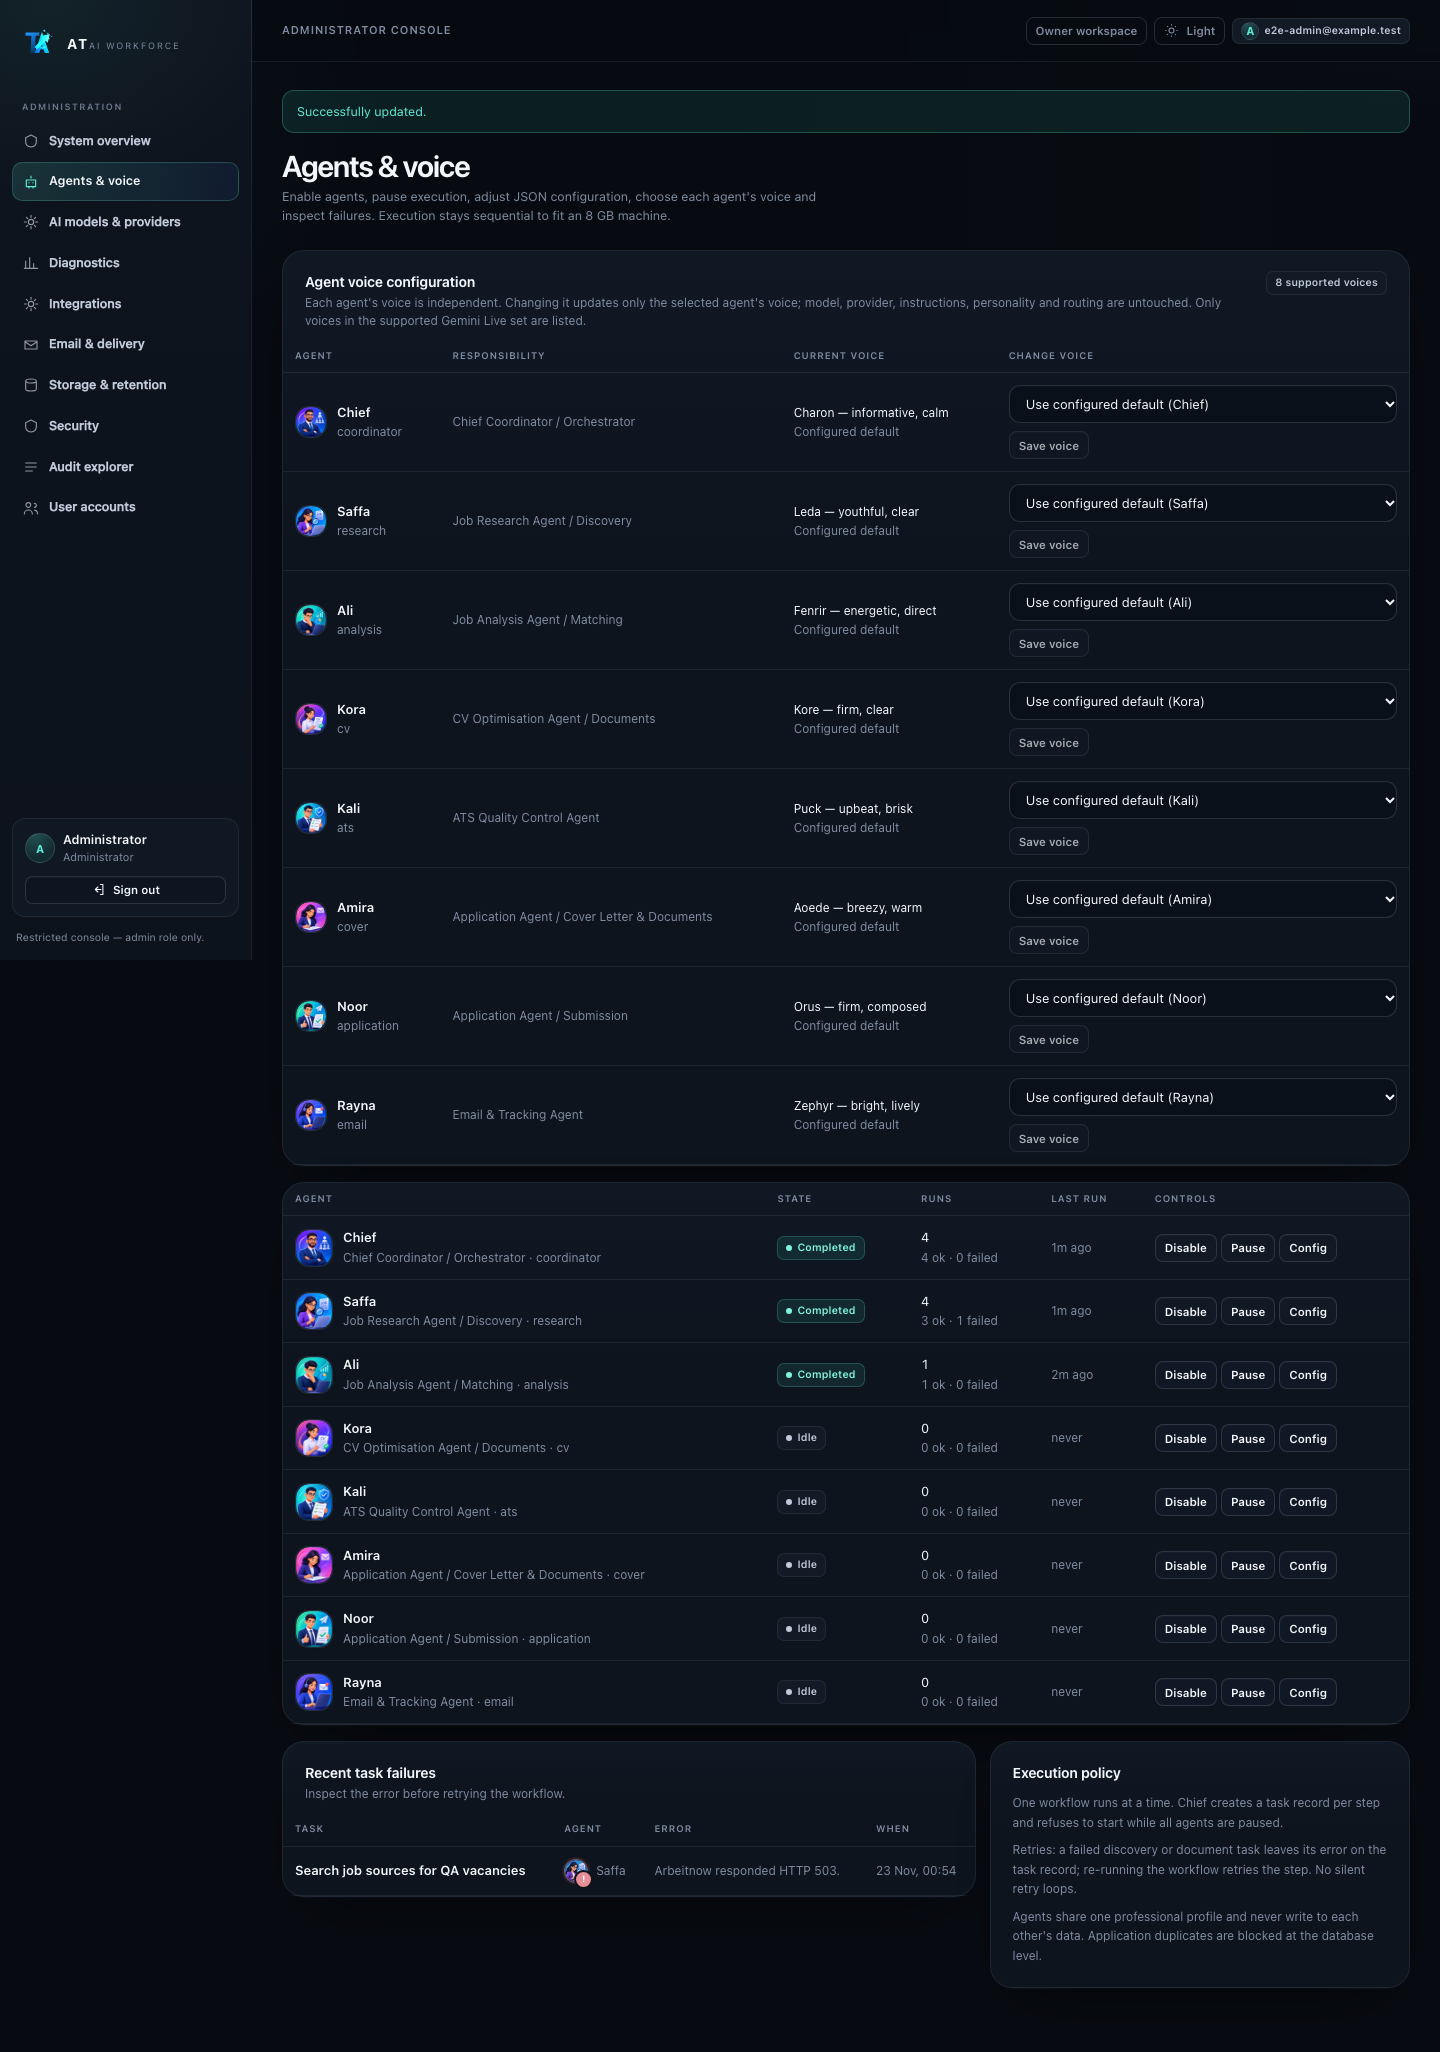 AT AI WORKFORCE
ADMINISTRATION
System overview
Agents & voice
AI models & providers
Diagnostics
Integrations
Email & delivery
Storage & retention
Security
Audit explorer
User accounts
A
Administrator
Administrator
Sign out
Restricted console — admin role only.
ADMINISTRATOR CONSOLE
Owner workspace
Light
A e2e-admin@example.test
Successfully updated.
Agents & voice
Enable agents, pause execution, adjust JSON configuration, choose each agent's voice and
inspect failures. Execution stays sequential to fit an 8 GB machine.
Agent voice configuration
8 supported voices
Each agent's voice is independent. Changing it updates only the selected agent's voice; model, provider, instructions, personality and routing are untouched. Only
voices in the supported Gemini Live set are listed.
AGENT RESPONSIBILITY CURRENT VOICE CHANGE VOICE
Chief
coordinator
Chief Coordinator / Orchestrator
Charon — informative, calm
Configured default
Use configured default (Chief)
Save voice
Saffa
research
Job Research Agent / Discovery
Leda — youthful, clear
Configured default
Use configured default (Saffa)
Save voice
Ali
analysis
Job Analysis Agent / Matching
Fenrir — energetic, direct
Configured default
Use configured default (Ali)
Save voice
Kora
cv
CV Optimisation Agent / Documents
Kore — firm, clear
Configured default
Use configured default (Kora)
Save voice
Kali
ats
ATS Quality Control Agent
Puck — upbeat, brisk
Configured default
Use configured default (Kali)
Save voice
Amira
cover
Application Agent / Cover Letter & Documents
Aoede — breezy, warm
Configured default
Use configured default (Amira)
Save voice
Noor
application
Application Agent / Submission
Orus — firm, composed
Configured default
Use configured default (Noor)
Save voice
Rayna
email
Email & Tracking Agent
Zephyr — bright, lively
Configured default
Use configured default (Rayna)
Save voice
AGENT STATE RUNS LAST RUN CONTROLS
Chief
Chief Coordinator / Orchestrator · coordinator
Completed
4
4 ok · 0 failed
1m ago
Disable Pause Config
Saffa
Job Research Agent / Discovery · research
Completed
4
3 ok · 1 failed
1m ago
Disable Pause Config
Ali
Job Analysis Agent / Matching · analysis
Completed
1
1 ok · 0 failed
2m ago
Disable Pause Config
Kora
CV Optimisation Agent / Documents · cv
Idle
0
0 ok · 0 failed
never
Disable Pause Config
Kali
ATS Quality Control Agent · ats
Idle
0
0 ok · 0 failed
never
Disable Pause Config
Amira
Application Agent / Cover Letter & Documents · cover
Idle
0
0 ok · 0 failed
never
Disable Pause Config
Noor
Application Agent / Submission · application
Idle
0
0 ok · 0 failed
never
Disable Pause Config
Rayna
Email & Tracking Agent · email
Idle
0
0 ok · 0 failed
never
Disable Pause Config
Recent task failures
Inspect the error before retrying the workflow.
TASK AGENT ERROR WHEN
Search job sources for QA vacancies ! Saffa Arbeitnow responded HTTP 503. 23 Nov, 00:54
Execution policy
One workflow runs at a time. Chief creates a task record per step
and refuses to start while all agents are paused.
Retries: a failed discovery or document task leaves its error on the
task record; re-running the workflow retries the step. No silent
retry loops.
Agents share one professional profile and never write to each
other's data. Application duplicates are blocked at the database
level.